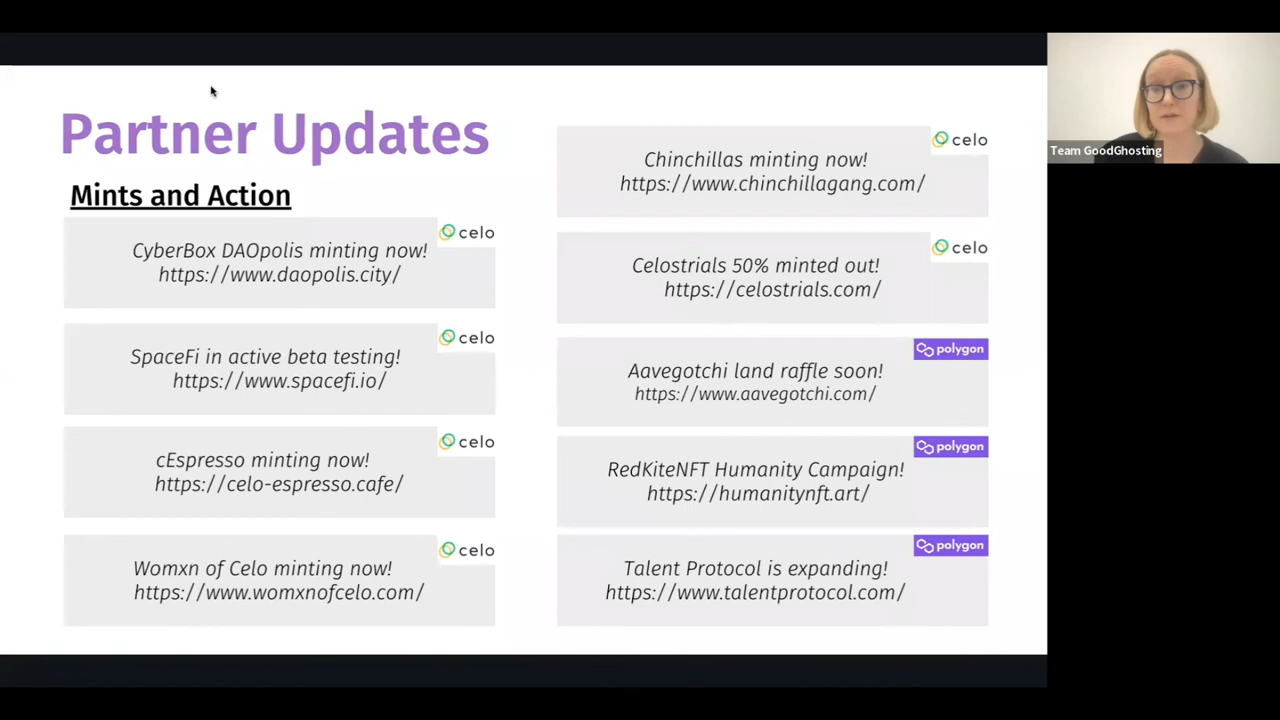 Partner Updates
Mints and Action
celo
CyberBox DAOpolis minting now!
https://www.daopolis.city/
celo
SpaceFi in active beta testing!
https://www.spacefi.io/
celo
cEspresso minting now!
https://celo-espresso.cafe/
celo
Womxn of Celo minting now!
https://www.womxnofcelo.com/
celo
Chinchillas minting now!
https://www.chinchillagang.com/
celo
Celostrials 50% minted out!
https://celostrials.com/
polygon
Aavegotchi land raffle soon!
https://www.aavegotchi.com/
polygon
RedKiteNFT Humanity Campaign!
https://humanitynft.art/
polygon
Talent Protocol is expanding!
https://www.talentprotocol.com/
Team GoodGhosting